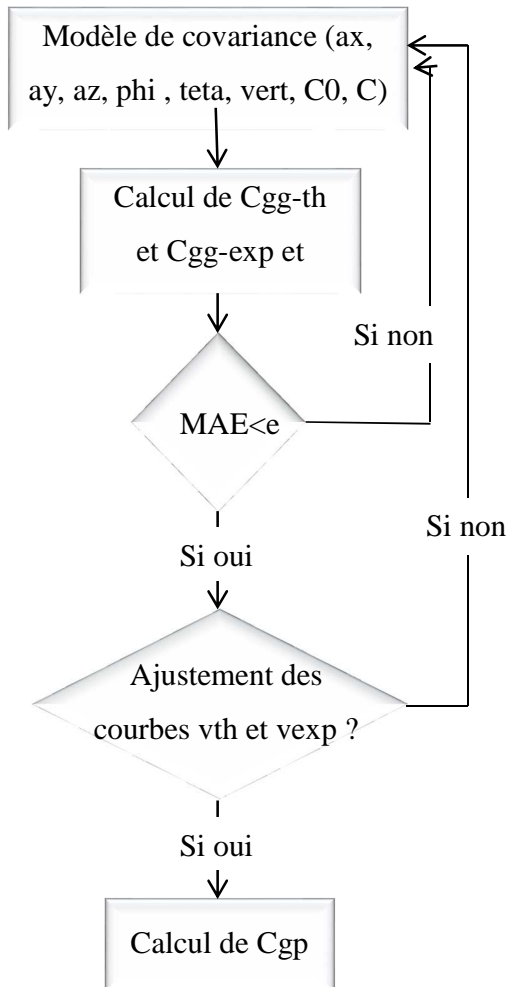 Modèle de covariance (ax,
ay, az, phi , teta, vert, C0, C)
Calcul de Cgg-th
et Cgg-exp et
Si non
MAE<e
Si non
Si oui
Ajustement des
courbes vth et vexp ?
Si oui
Calcul de Cgp